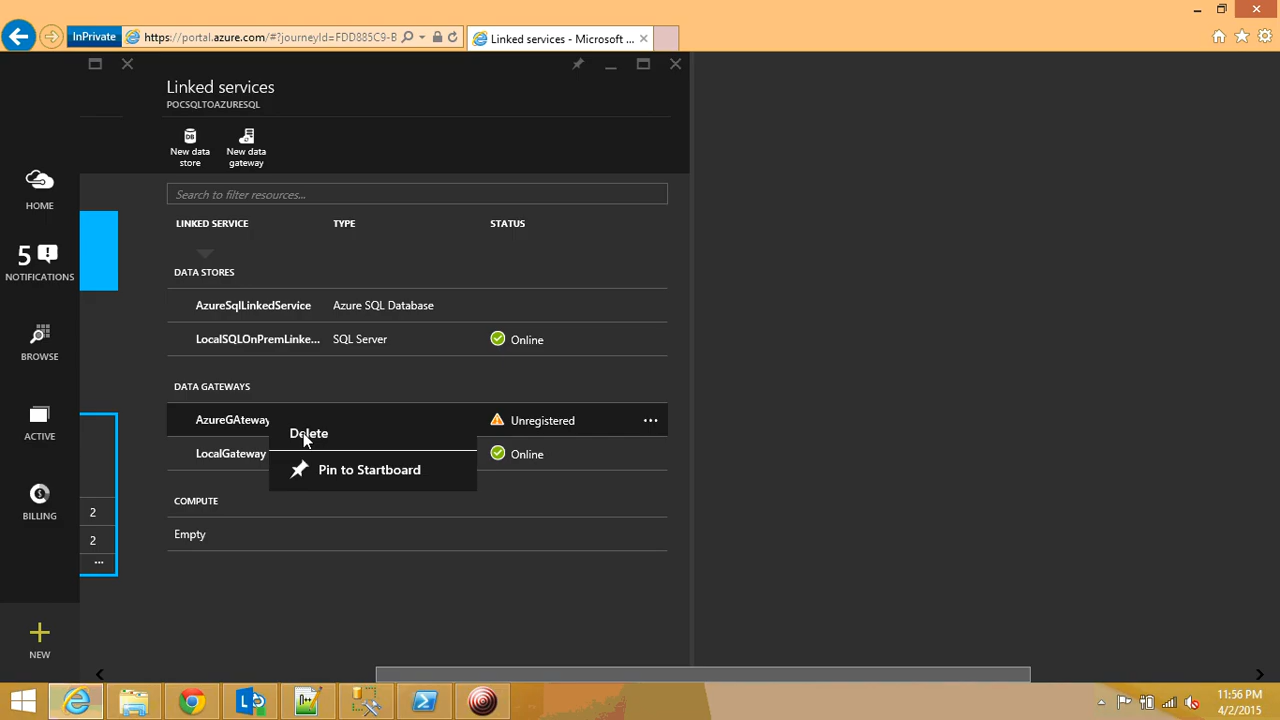 InPrivate
https://portal.azure.com/#?journeyId=FDD885C9-B
Linked services - Microsoft ...
Linked services
POCSQLTOAZURESQL
New data store
New data gateway
Search to filter resources...
LINKED SERVICE TYPE STATUS
DATA STORES
AzureSqlLinkedService Azure SQL Database
LocalSQLOnPremLinke... SQL Server Online
DATA GATEWAYS
AzureGAteway Unregistered ...
Delete
LocalGateway Online
Pin to Startboard
COMPUTE
Empty
HOME
5
NOTIFICATIONS
BROWSE
ACTIVE
BILLING
2
2
...
NEW
11:56 PM
4/2/2015